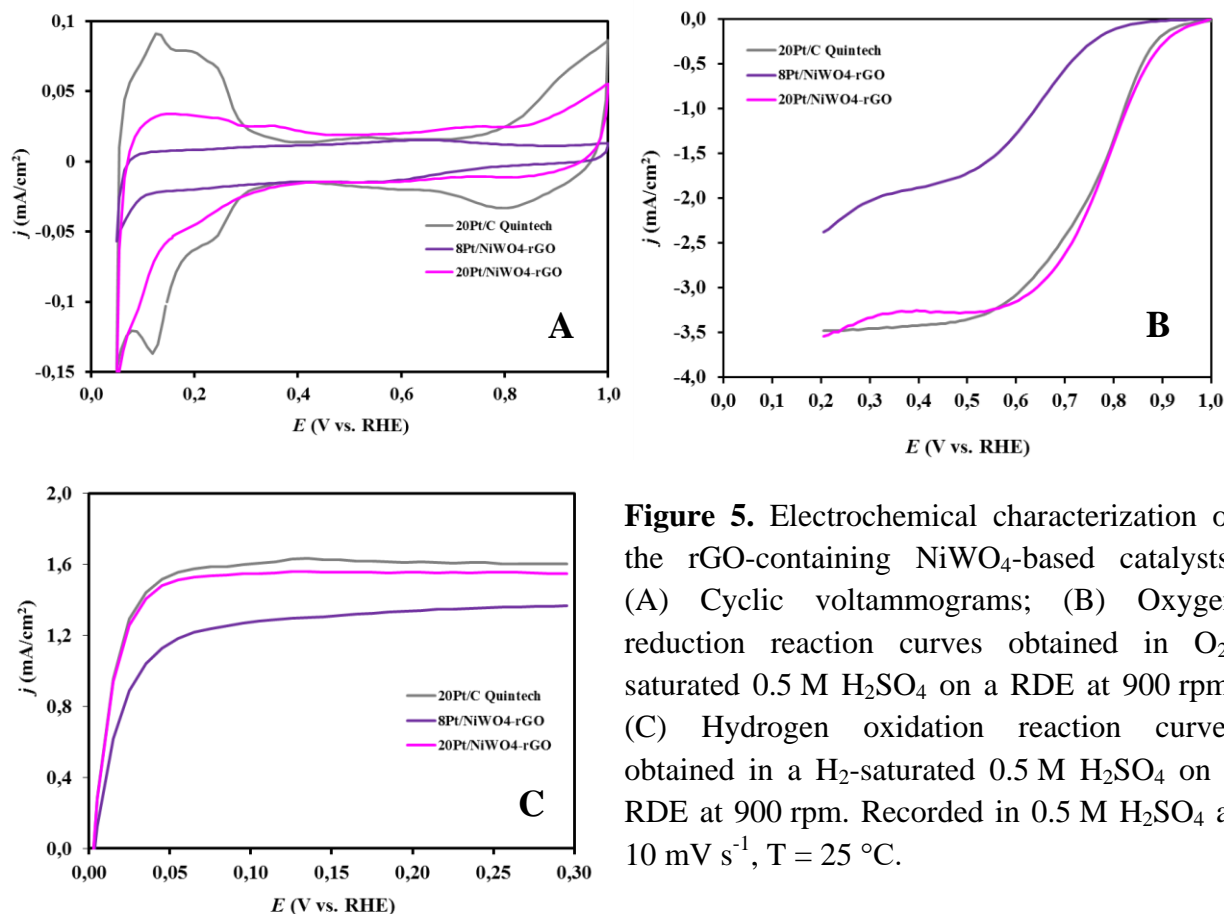 0,1
0,05
0
-0,05
-0,1
-0,15
j (mA/cm²)
20Pt/C Quintech
8Pt/NiWO4-rGO
20Pt/NiWO4-rGO
A
0,0 0,2 0,4 0,6 0,8 1,0
E (V vs. RHE)
0,0
-0,5
-1,0
-1,5
-2,0
-2,5
-3,0
-3,5
-4,0
j (mA/cm²)
20Pt/C Quintech
8Pt/NiWO4-rGO
20Pt/NiWO4-rGO
B
0,0 0,1 0,2 0,3 0,4 0,5 0,6 0,7 0,8 0,9 1,0
E (V vs. RHE)
2,0
1,6
1,2
0,8
0,4
0,0
j (mA/cm²)
20Pt/C Quintech
8Pt/NiWO4-rGO
20Pt/NiWO4-rGO
C
0,00 0,05 0,10 0,15 0,20 0,25 0,30
E (V vs. RHE)
Figure 5. Electrochemical characterization o
the rGO-containing NiWO₄-based catalysts
(A) Cyclic voltammograms; (B) Oxygen
reduction reaction curves obtained in O₂
saturated 0.5 M H₂SO₄ on a RDE at 900 rpm
(C) Hydrogen oxidation reaction curve
obtained in a H₂-saturated 0.5 M H₂SO₄ on
RDE at 900 rpm. Recorded in 0.5 M H₂SO₄ a
10 mV s⁻¹, T = 25 °C.